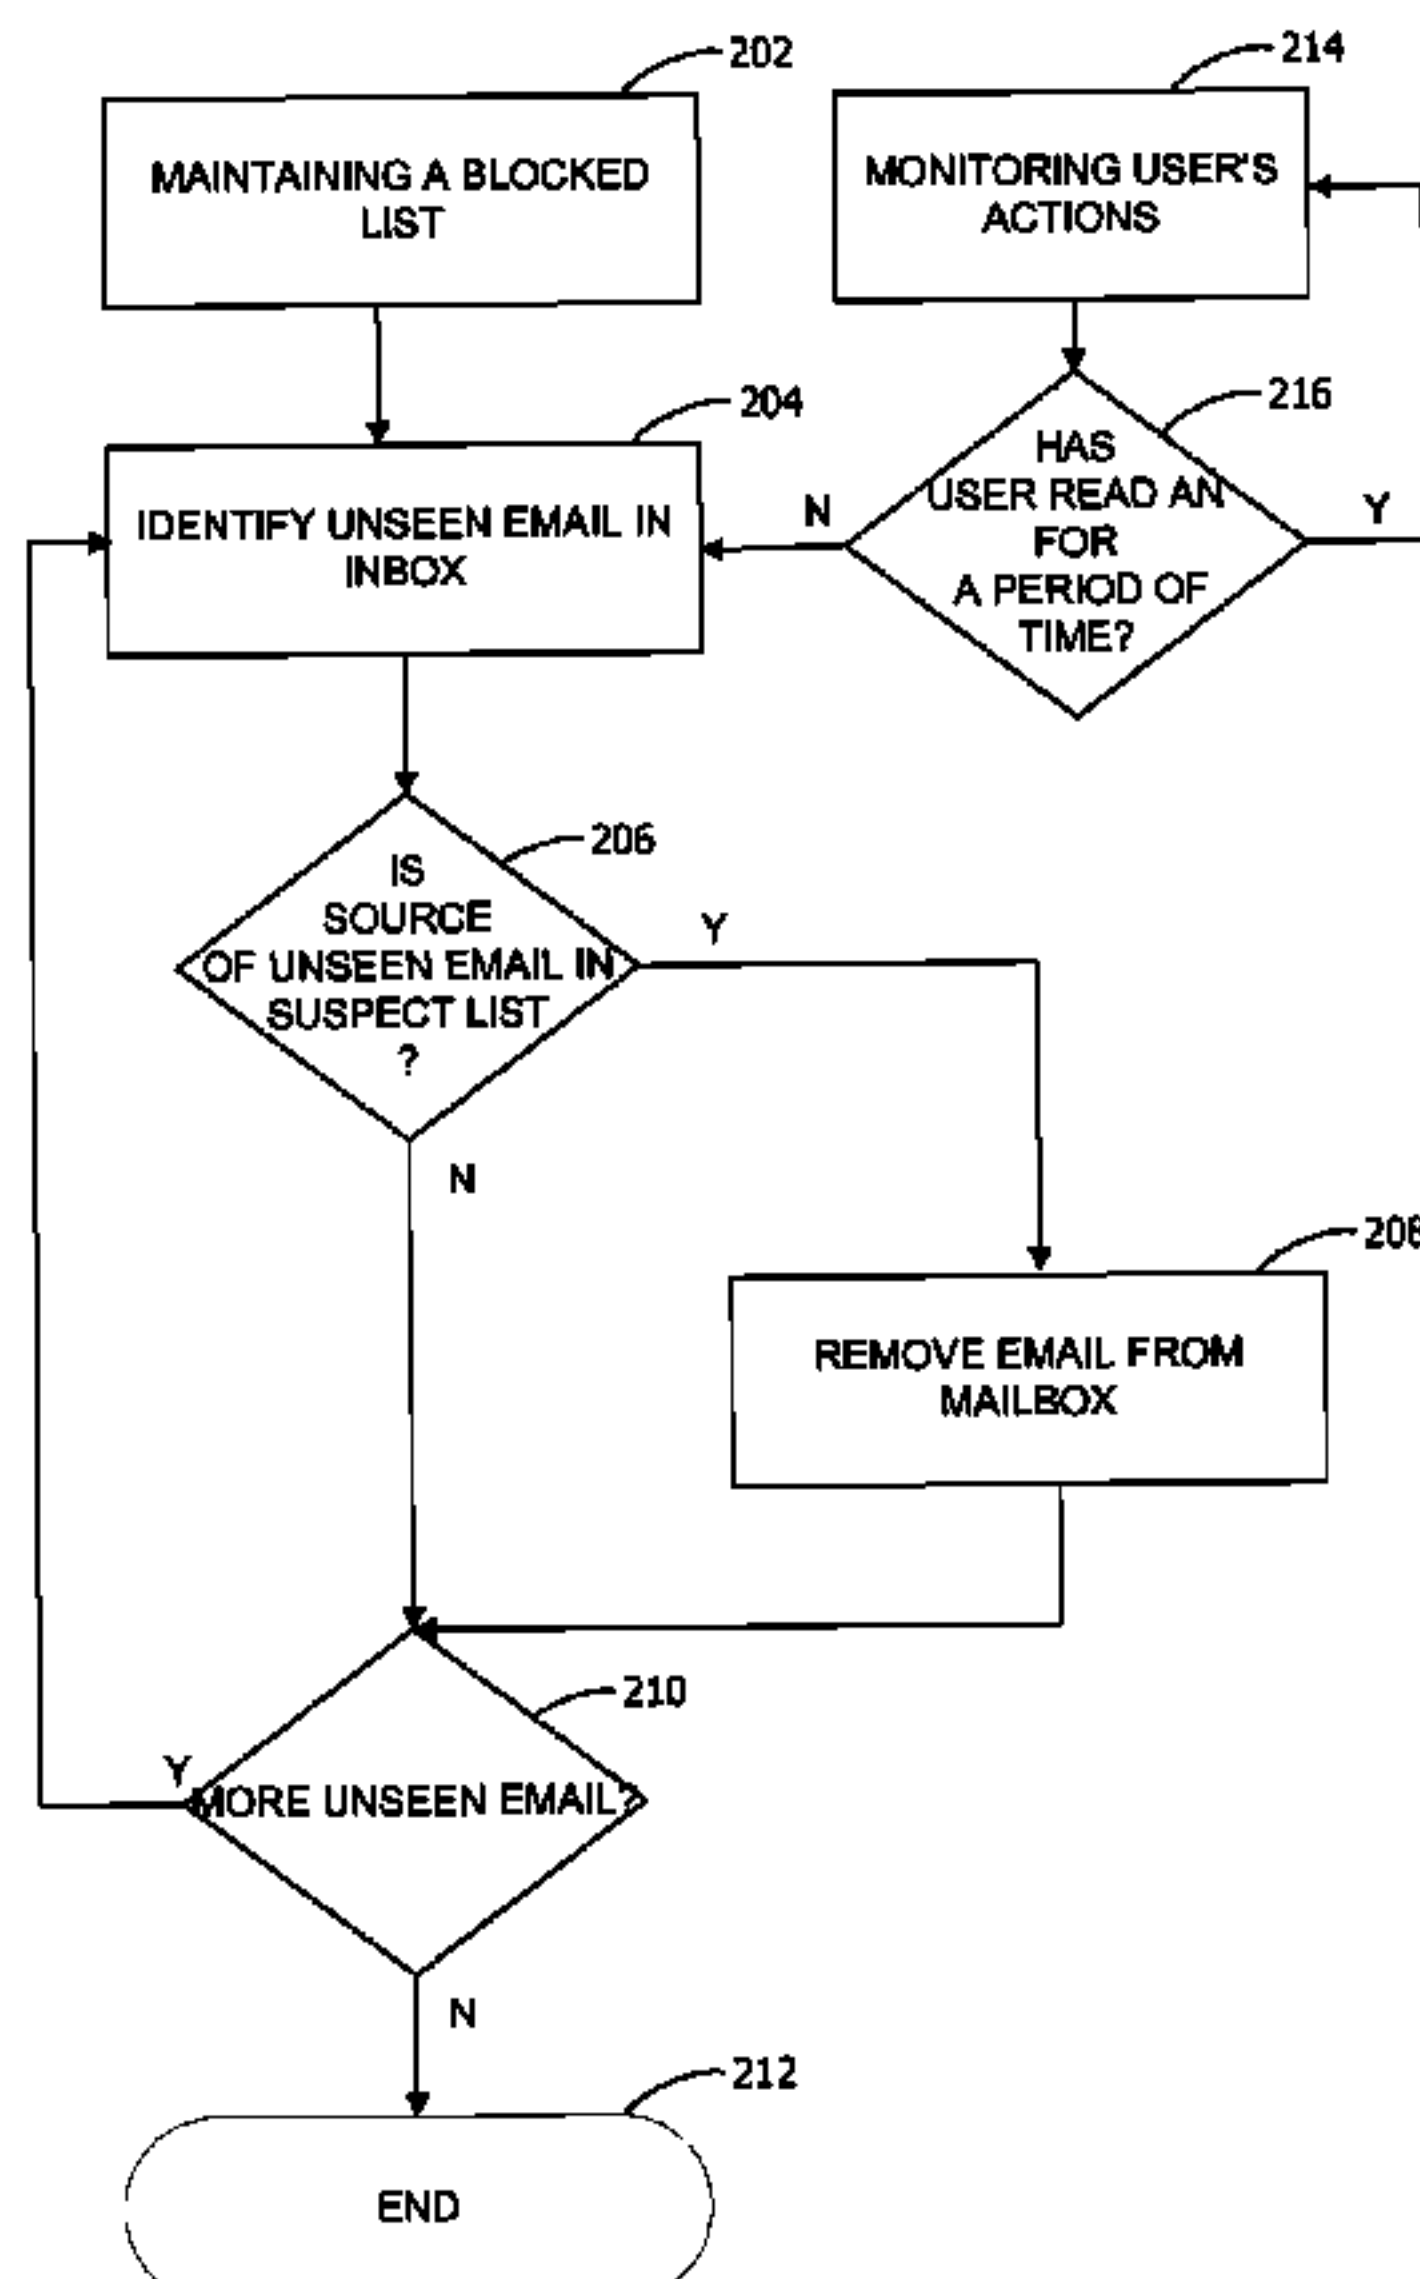 202
MAINTAINING A BLOCKED
LIST
214
MONITORING USER'S
ACTIONS
204
IDENTIFY UNSEEN EMAIL IN
INBOX
216
HAS
USER READ AN
FOR
A PERIOD OF
TIME?
N
Y
206
IS
SOURCE
OF UNSEEN EMAIL IN
SUSPECT LIST
?
Y
N
208
REMOVE EMAIL FROM
MAILBOX
210
MORE UNSEEN EMAIL?
Y
N
212
END